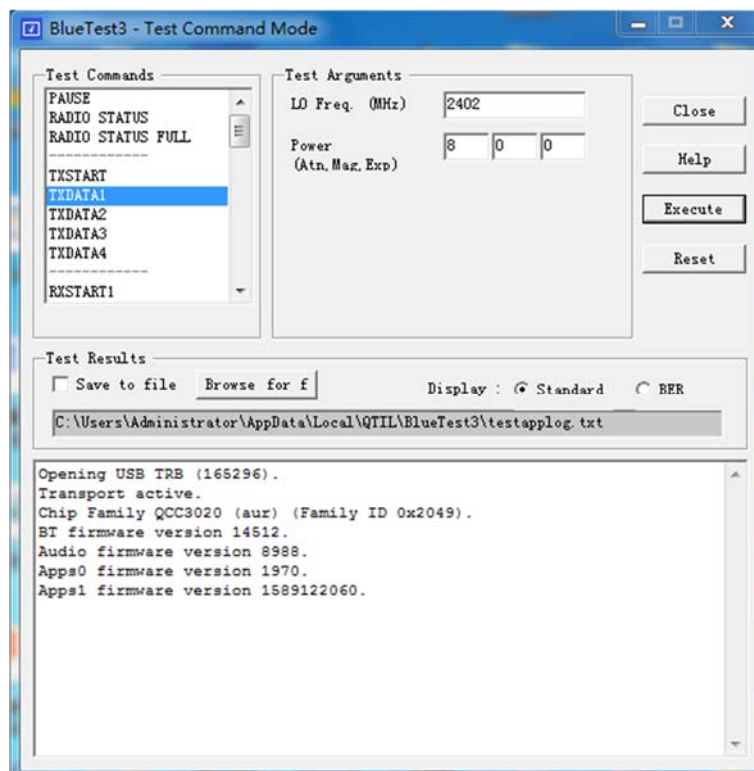 BlueTest3 - Test Command Mode
Test Commands
PAUSE
RADIO STATUS
RADIO STATUS FULL
------------
TXSTART
TXDATA1
TXDATA2
TXDATA3
TXDATA4
------------
RXSTART1
Test Arguments
LO Freq. (MHz) 2402
Power 8 0 0
(Atn, Mag, Exp)
Close
Help
Execute
Reset
Test Results
Save to file Browse for f Display : Standard BER
C:\Users\Administrator\AppData\Local\QTIL\BlueTest3\testapplog.txt
Opening USB TRB (165296).
Transport active.
Chip Family QCC3020 (aur) (Family ID 0x2049).
BT firmware version 14512.
Audio firmware version 8988.
Apps0 firmware version 1970.
Apps1 firmware version 1589122060.